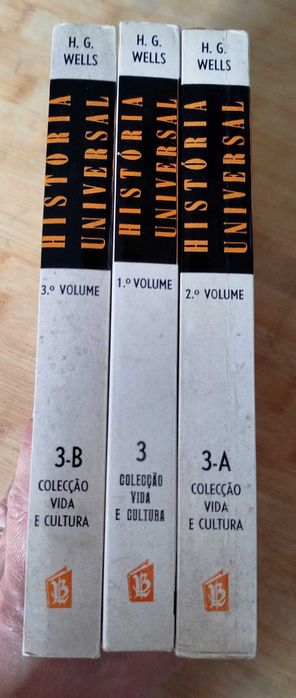 H. G.
WELLS
HISTÓRIA
UNIVERSAL
3.º VOLUME
3-B
COLECÇÃO
VIDA
E CULTURA
H. G.
WELLS
HISTÓRIA
UNIVERSAL
1.º VOLUME
3
COLECÇÃO
VIDA
E CULTURA
H. G.
WELLS
HISTÓRIA
UNIVERSAL
2.º VOLUME
3-A
COLECÇÃO
VIDA
E CULTURA